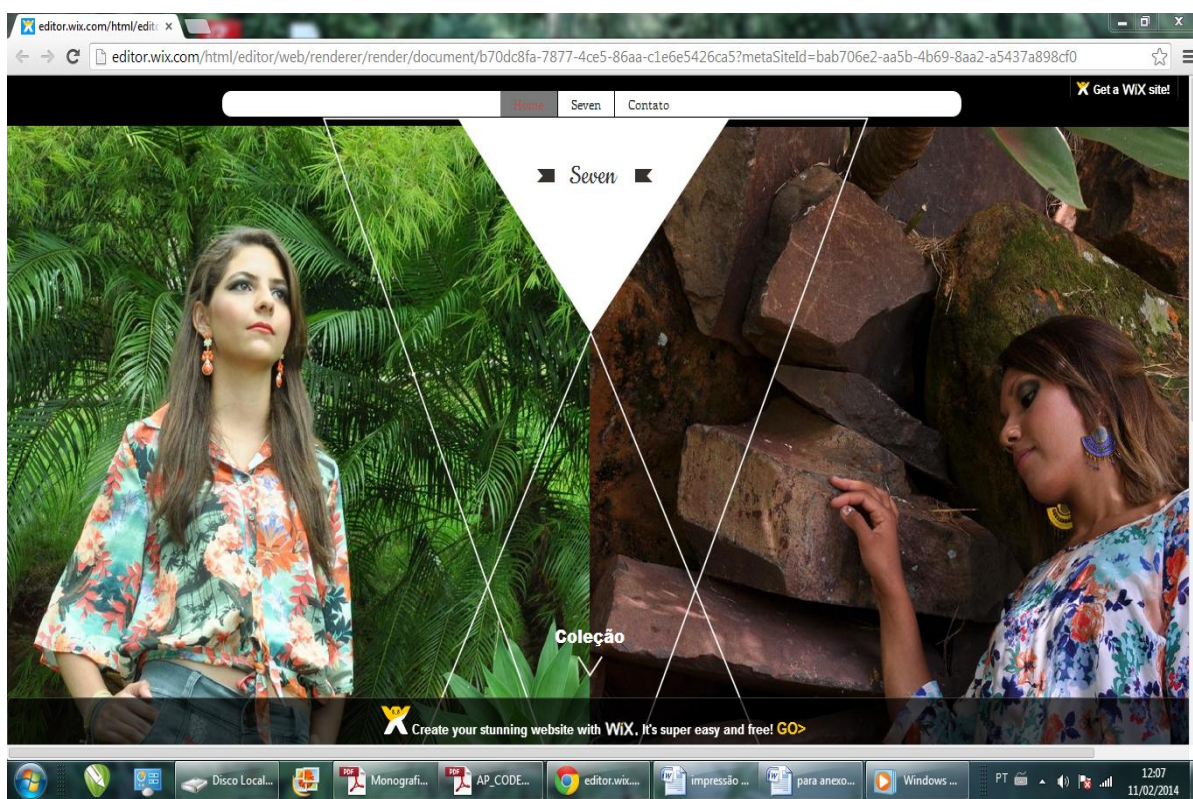 editor.wix.com/html/edito
editor.wix.com/html/editor/web/renderer/render/document/b70dc8fa-7877-4ce5-86aa-c1e6e5426ca5?metaSiteId=bab706e2-aa5b-4b69-8aa2-a5437a898cf0
Get a WiX site!
Home Seven Contato
Seven
Coleção
Create your stunning website with WiX. It's super easy and free! GO>
Disco Local... Monografi... AP_CODE... editor.wix.... impressão ... para anexo... Windows ... PT 12:07
11/02/2014